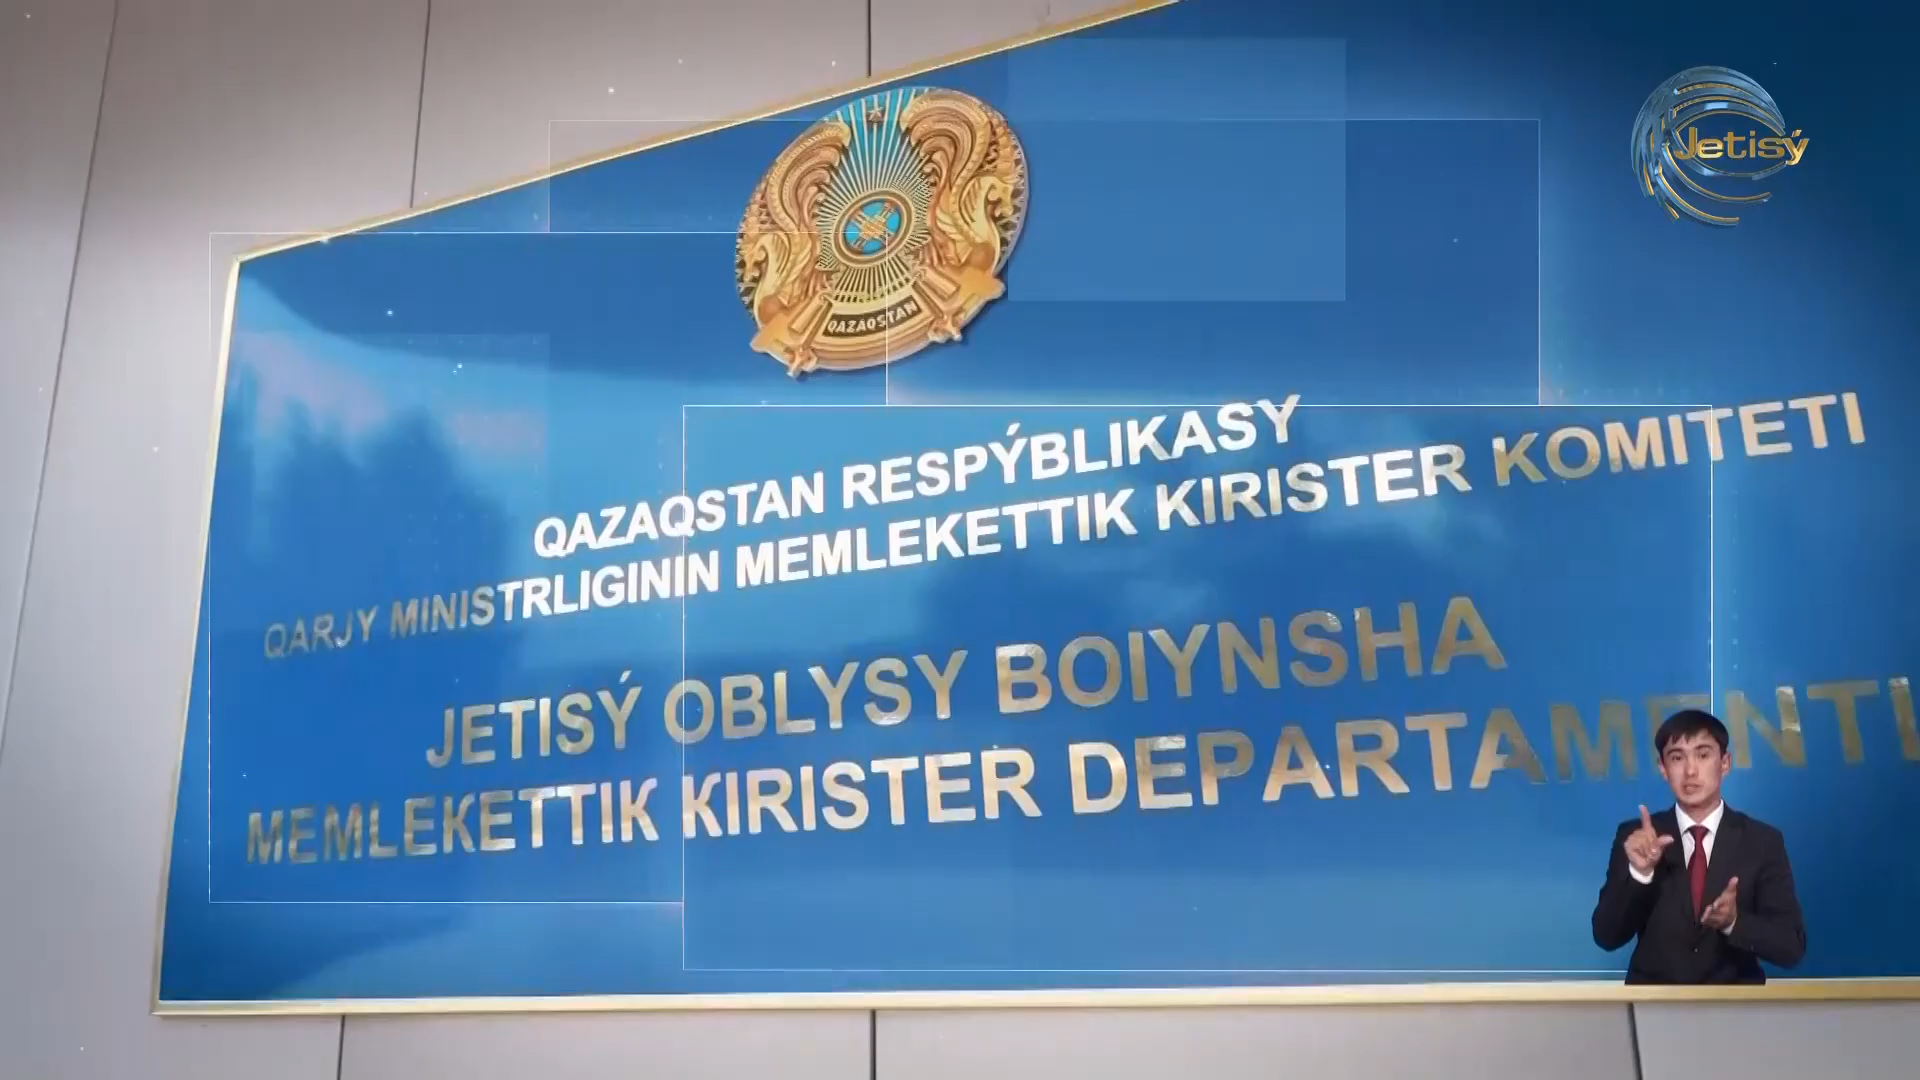 Jetisý
QAZAQSTAN
QAZAQSTAN RESPÝBLIKASY
QARJY MINISTRLIGININ MEMLEKETTIK KIRISTER KOMITETI
JETISÝ OBLYSY BOIYNSHA
MEMLEKETTIK KIRISTER DEPARTAMENTI